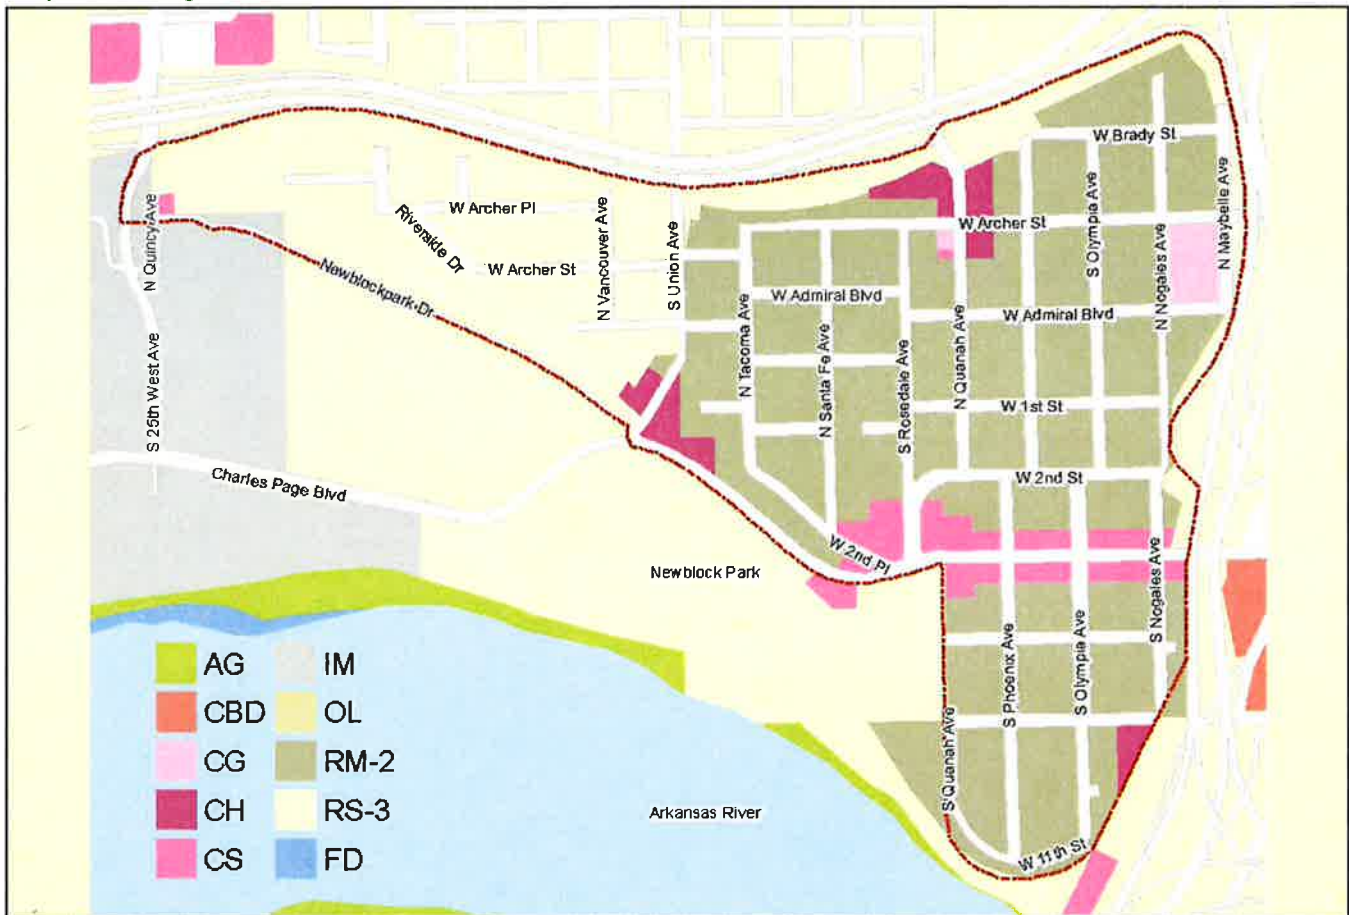 W Brady St
N Maybelle Ave
N Quincy Ave
W Archer Pl
Riverside Dr
W Archer St
N Vancouver Ave
S Union Ave
W Archer St
S Olympia Ave
N Nogales Ave
Newblockpark Dr
W Admiral Blvd
W Admiral Blvd
N Tacoma Ave
N Santa Fe Ave
S Rosedale Ave
N Quanah Ave
S 25th West Ave
W 1st St
Charles Page Blvd
W 2nd St
W 2nd Pl
Newblock Park
S Nogales Ave
S Phoenix Ave
S Olympia Ave
S Quanah Ave
Arkansas River
W 11th St
AG
IM
CBD
OL
CG
RM-2
CH
RS-3
CS
FD